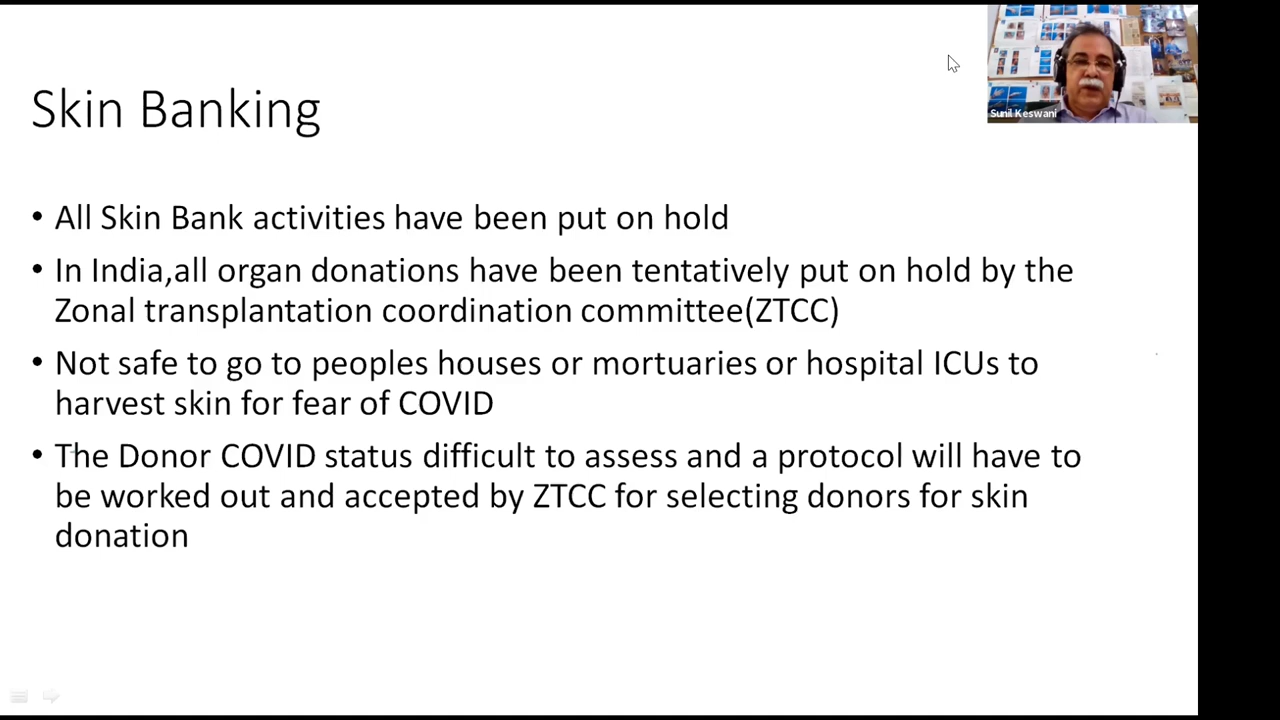 Sunil Keswani
Skin Banking
• All Skin Bank activities have been put on hold
• In India,all organ donations have been tentatively put on hold by the
Zonal transplantation coordination committee(ZTCC)
• Not safe to go to peoples houses or mortuaries or hospital ICUs to
harvest skin for fear of COVID
• The Donor COVID status difficult to assess and a protocol will have to
be worked out and accepted by ZTCC for selecting donors for skin
donation